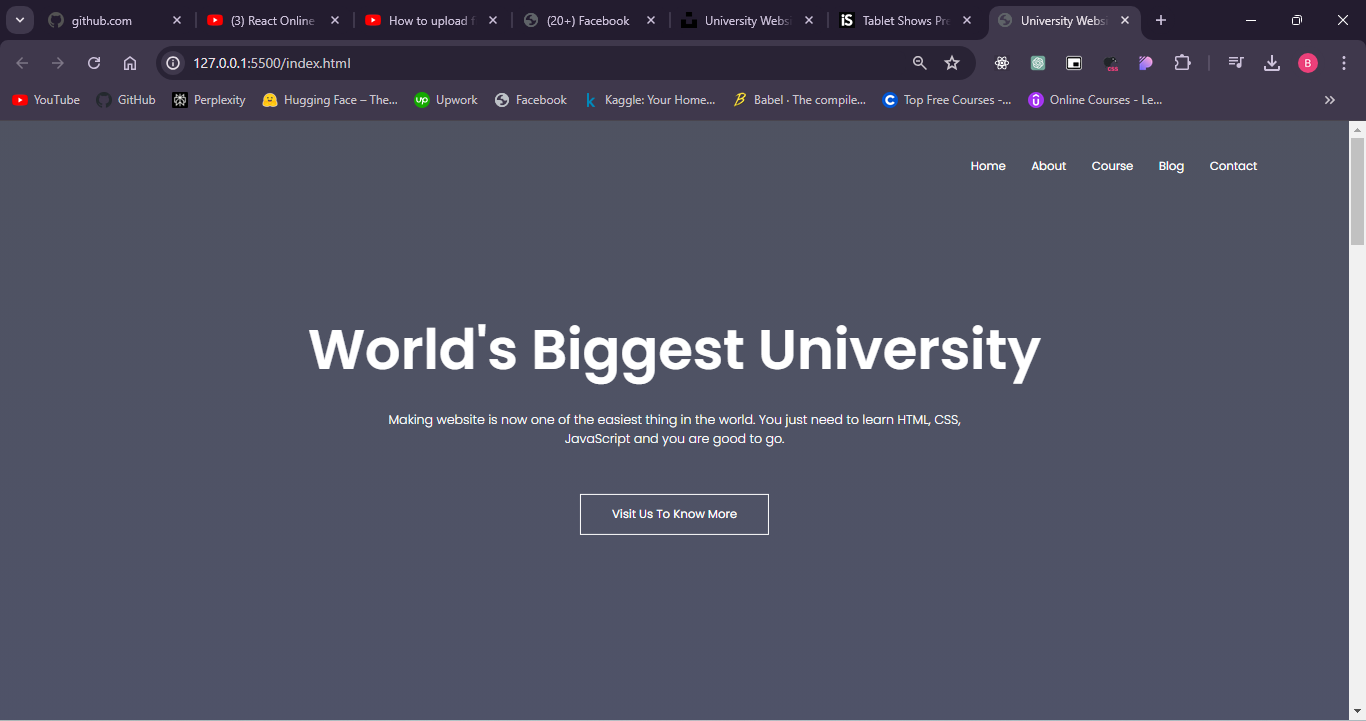 github.com
(3) React Online
How to upload f
(20+) Facebook
University Websi
Tablet Shows Pre
University Websi
127.0.0.1:5500/index.html
CSS
B
YouTube
GitHub
Perplexity
up Upwork
Hugging Face – The...
Facebook
k Kaggle: Your Home...
Babel · The compile...
C Top Free Courses -...
û Online Courses - Le...
Home About Course Blog Contact
World's Biggest University
Making website is now one of the easiest thing in the world. You just need to learn HTML, CSS,
JavaScript and you are good to go.
Visit Us To Know More